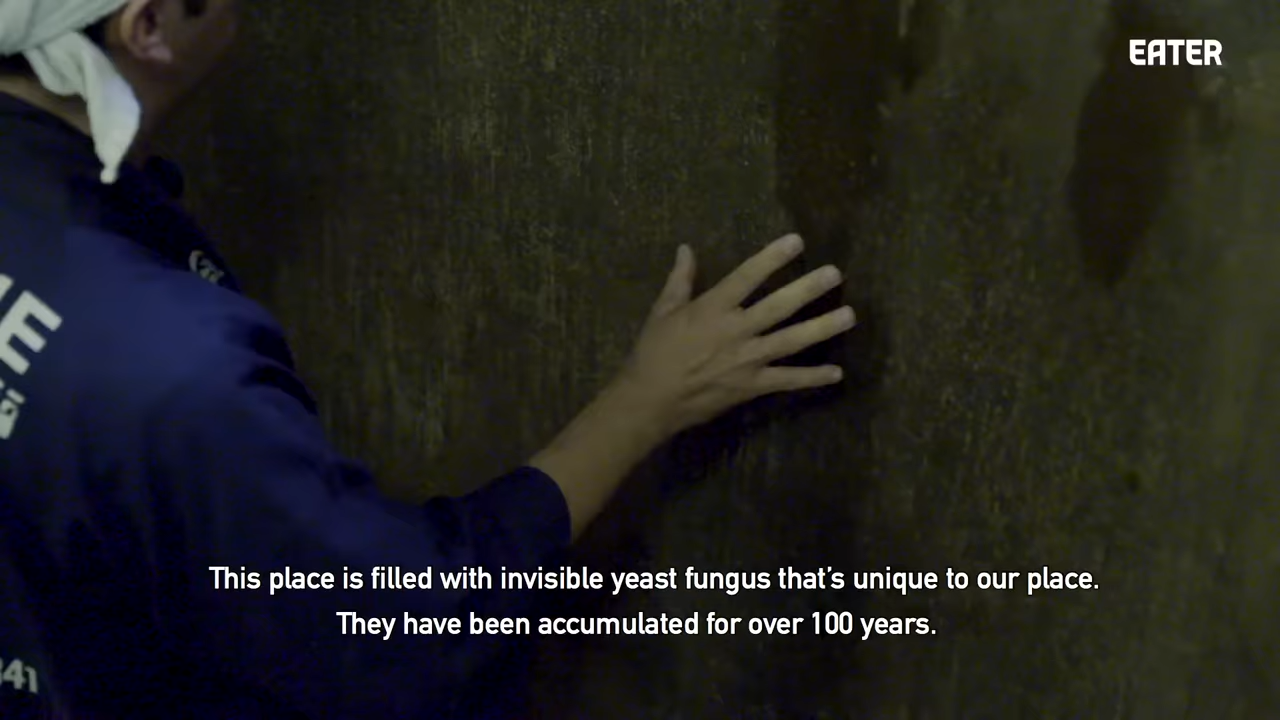 EATER
This place is filled with invisible yeast fungus that's unique to our place.
They have been accumulated for over 100 years.